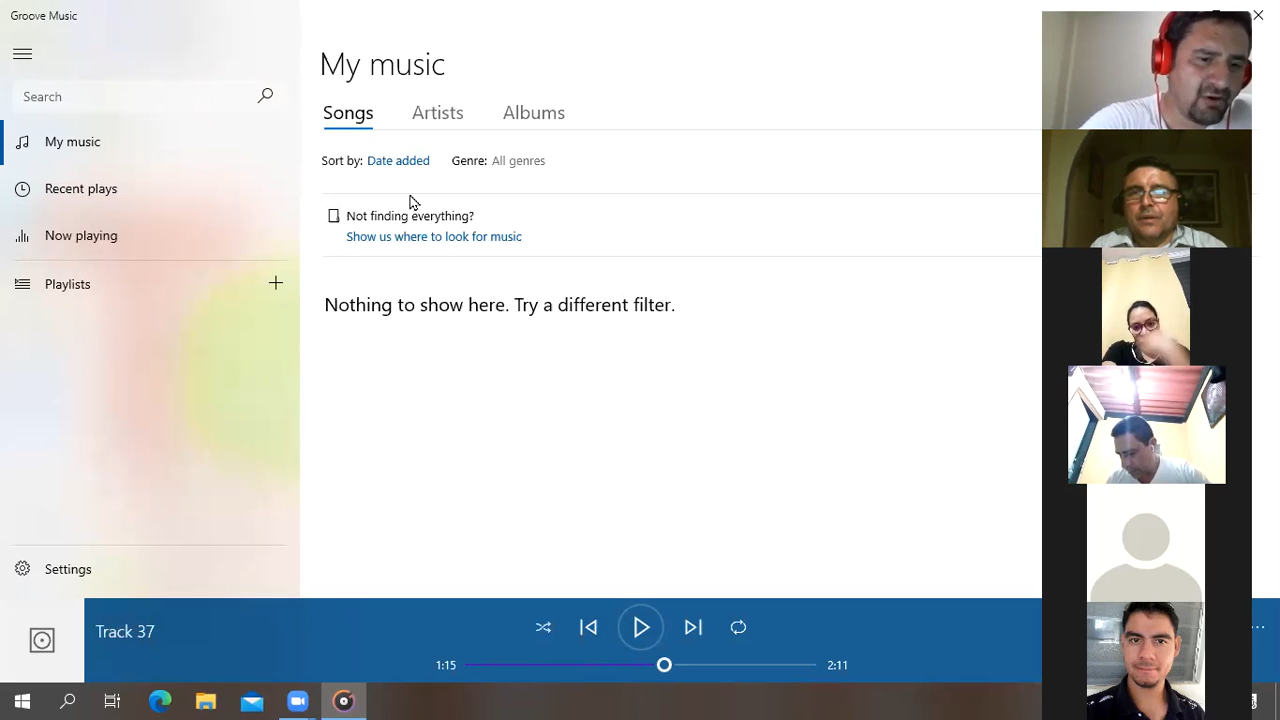 Groove Music
Search
My music
Recent plays
Now playing
Playlists
Settings
My music
Songs Artists Albums
Sort by: Date added Genre: All genres
Not finding everything?
Show us where to look for music
Nothing to show here. Try a different filter.
Track 37
1:15 2:11